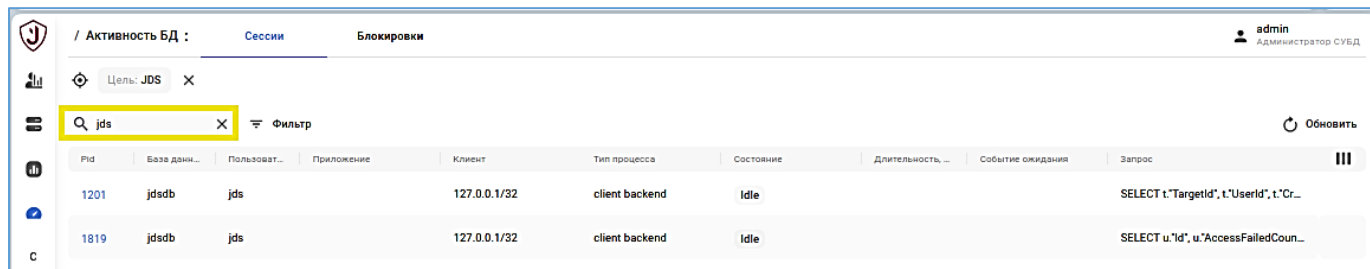 / Активность БД : Сессии Блокировки admin
Администратор СУБД
Цель: JDS
jds Фильтр Обновить
Pid База данн... Пользоват... Приложение Клиент Тип процесса Состояние Длительность, ... Событие ожидания Запрос
1201 jdsdb jds 127.0.0.1/32 client backend Idle SELECT t."TargetId", t."UserId", t."Cr...
1819 jdsdb jds 127.0.0.1/32 client backend Idle SELECT u."Id", u."AccessFailedCoun...
С